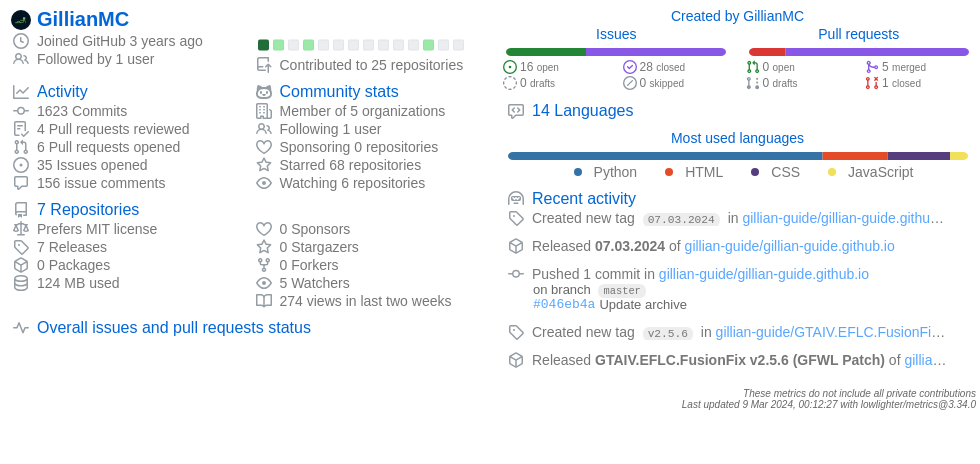 GillianMC
Joined GitHub 3 years ago
Followed by 1 user
Contributed to 25 repositories
Activity
1623 Commits
4 Pull requests reviewed
6 Pull requests opened
35 Issues opened
156 issue comments
Community stats
Member of 5 organizations
Following 1 user
Sponsoring 0 repositories
Starred 68 repositories
Watching 6 repositories
7 Repositories
Prefers MIT license
7 Releases
0 Packages
124 MB used
0 Sponsors
0 Stargazers
0 Forkers
5 Watchers
274 views in last two weeks
Overall issues and pull requests status
Created by GillianMC
Issues
16 open
28 closed
0 drafts
0 skipped
Pull requests
0 open
5 merged
0 drafts
1 closed
14 Languages
Most used languages
Python HTML CSS JavaScript
Recent activity
Created new tag 07.03.2024 in gillian-guide/gillian-guide.githu…
Released 07.03.2024 of gillian-guide/gillian-guide.github.io
Pushed 1 commit in gillian-guide/gillian-guide.github.io
on branch master
#046eb4a Update archive
Created new tag v2.5.6 in gillian-guide/GTAIV.EFLC.FusionFi…
Released GTAIV.EFLC.FusionFix v2.5.6 (GFWL Patch) of gillia…
These metrics do not include all private contributions
Last updated 9 Mar 2024, 00:12:27 with lowlighter/metrics@3.34.0